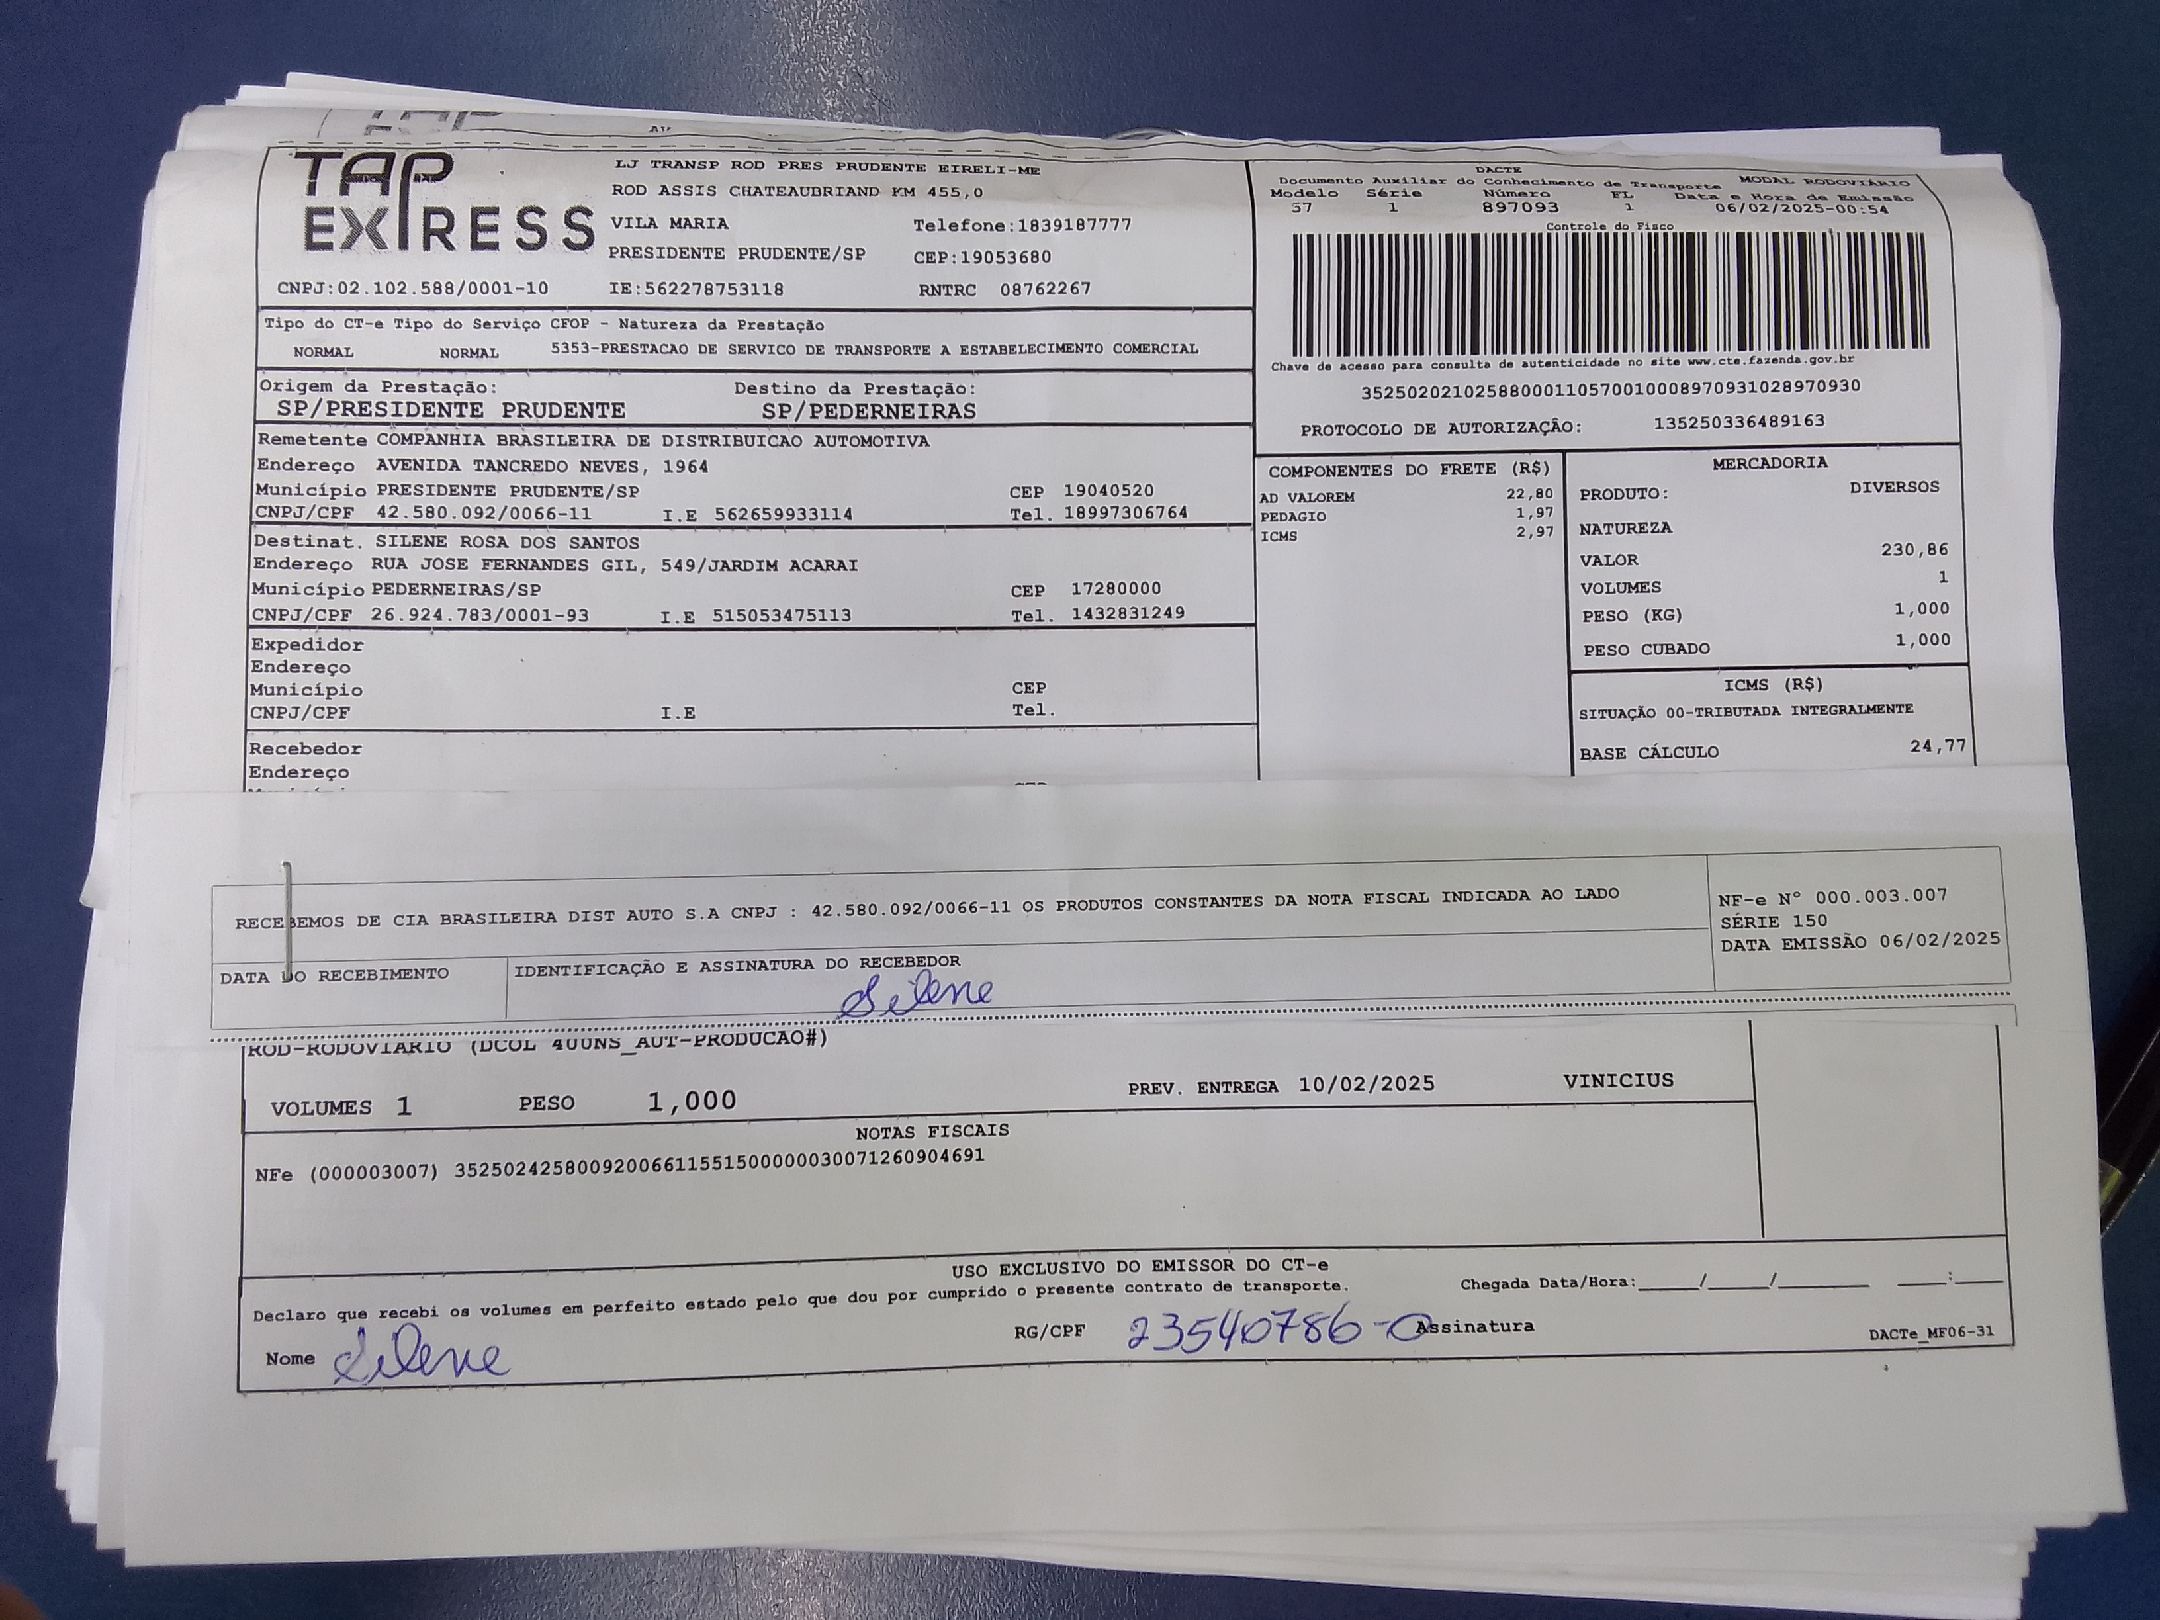 TAP EXPRESS
LJ TRANSP ROD PRES PRUDENTE EIRELI-ME
ROD ASSIS CHATEAUBRIAND KM 455,0
VILA MARIA Telefone:1839187777
PRESIDENTE PRUDENTE/SP CEP:19053680
CNPJ:02.102.588/0001-10 IE:562278753118 RNTRC 08762267
DACTE
Documento Auxiliar do Conhecimento de Transporte MODAL RODOVIÁRIO
Modelo Série Número FL Data e Hora de Emissão
57 1 897093 1 06/02/2025-00:54
Controle do Fisco
Chave de acesso para consulta de autenticidade no site www.cte.fazenda.gov.br
35250202102588000110570010008970931028970930
PROTOCOLO DE AUTORIZAÇÃO: 135250336489163
Tipo do CT-e Tipo do Serviço CFOP - Natureza da Prestação
NORMAL NORMAL 5353-PRESTACAO DE SERVICO DE TRANSPORTE A ESTABELECIMENTO COMERCIAL
Origem da Prestação: Destino da Prestação:
SP/PRESIDENTE PRUDENTE SP/PEDERNEIRAS
Remetente COMPANHIA BRASILEIRA DE DISTRIBUICAO AUTOMOTIVA
Endereço AVENIDA TANCREDO NEVES, 1964
Município PRESIDENTE PRUDENTE/SP CEP 19040520
CNPJ/CPF 42.580.092/0066-11 I.E 562659933114 Tel. 18997306764
Destinat. SILENE ROSA DOS SANTOS
Endereço RUA JOSE FERNANDES GIL, 549/JARDIM ACARAI
Município PEDERNEIRAS/SP CEP 17280000
CNPJ/CPF 26.924.783/0001-93 I.E 515053475113 Tel. 1432831249
Expedidor
Endereço
Município CEP
CNPJ/CPF I.E Tel.
Recebedor
Endereço
COMPONENTES DO FRETE (R$)
AD VALOREM 22,80
PEDAGIO 1,97
ICMS 2,97
MERCADORIA
PRODUTO: DIVERSOS
NATUREZA
VALOR 230,86
VOLUMES 1
PESO (KG) 1,000
PESO CUBADO 1,000
ICMS (R$)
SITUAÇÃO 00-TRIBUTADA INTEGRALMENTE
BASE CÁLCULO 24,77
RECEBEMOS DE CIA BRASILEIRA DIST AUTO S.A CNPJ : 42.580.092/0066-11 OS PRODUTOS CONSTANTES DA NOTA FISCAL INDICADA AO LADO
NF-e Nº 000.003.007
SÉRIE 150
DATA EMISSÃO 06/02/2025
DATA DO RECEBIMENTO IDENTIFICAÇÃO E ASSINATURA DO RECEBEDOR
Silene
ROD-RODOVIARIO (DCOL 400NS_AUT-PRODUCAO#)
VOLUMES 1 PESO 1,000 PREV. ENTREGA 10/02/2025 VINICIUS
NOTAS FISCAIS
NFe (000003007) 35250242580092006611551500000030071260904691
USO EXCLUSIVO DO EMISSOR DO CT-e
Declaro que recebi os volumes em perfeito estado pelo que dou por cumprido o presente contrato de transporte. Chegada Data/Hora:____/____/______ ___:___
Nome Silene RG/CPF 23540786-0 Assinatura DACTe_MF06-31